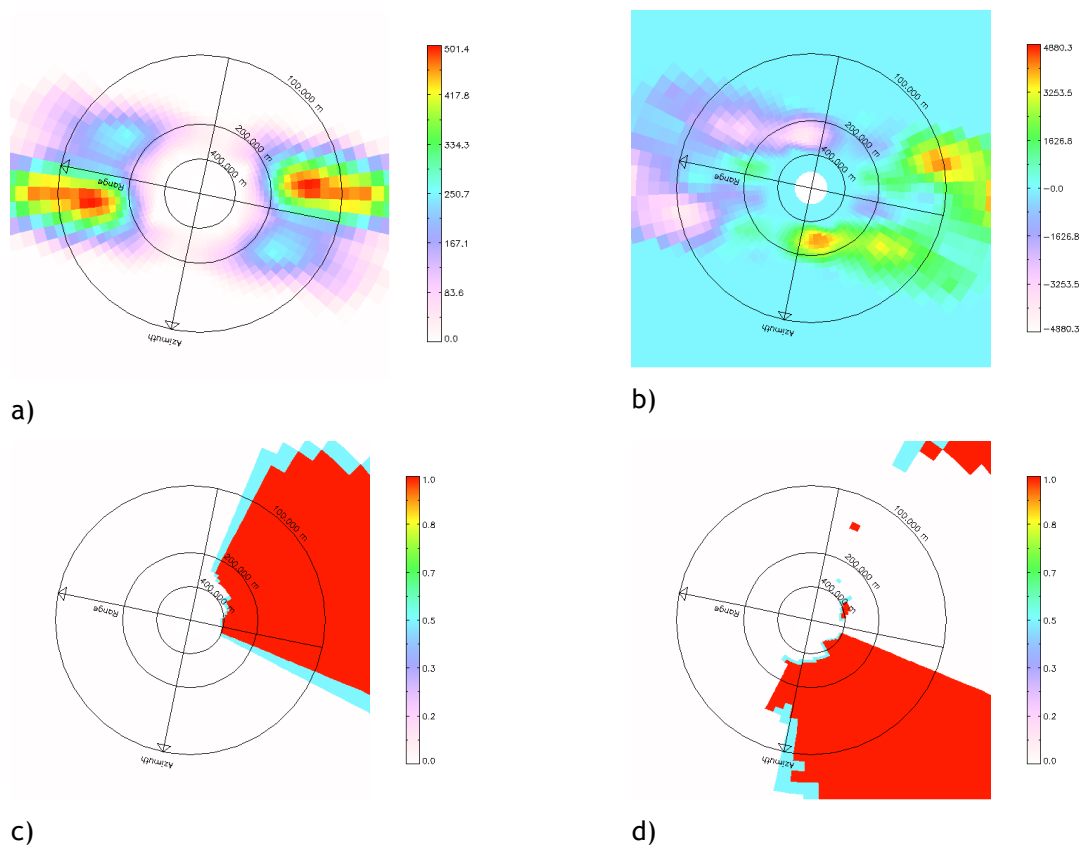 100.000 m
200.000 m
400.000 m
Range
Azimuth
501.4
417.8
334.3
250.7
167.1
83.6
0.0
a)
100.000 m
200.000 m
400.000 m
Range
Azimuth
4880.3
3253.5
1626.8
−0.0
−1626.8
−3253.5
−4880.3
b)
100.000 m
200.000 m
400.000 m
Range
Azimuth
1.0
0.8
0.7
0.5
0.3
0.2
0.0
c)
100.000 m
200.000 m
400.000 m
Range
Azimuth
1.0
0.8
0.7
0.5
0.3
0.2
0.0
d)